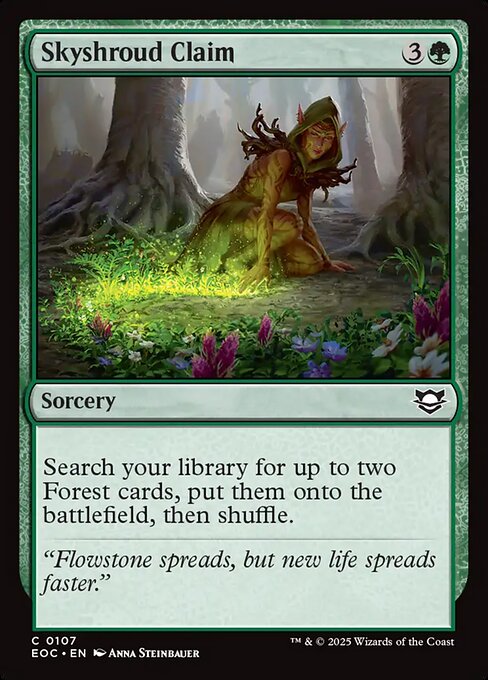 Skyshroud Claim 3
Sorcery
Search your library for up to two
Forest cards, put them onto the
battlefield, then shuffle.
“Flowstone spreads, but new life spreads
faster.”
C 0107
™ & © 2025 Wizards of the Coast
EOC • EN Anna Steinbauer